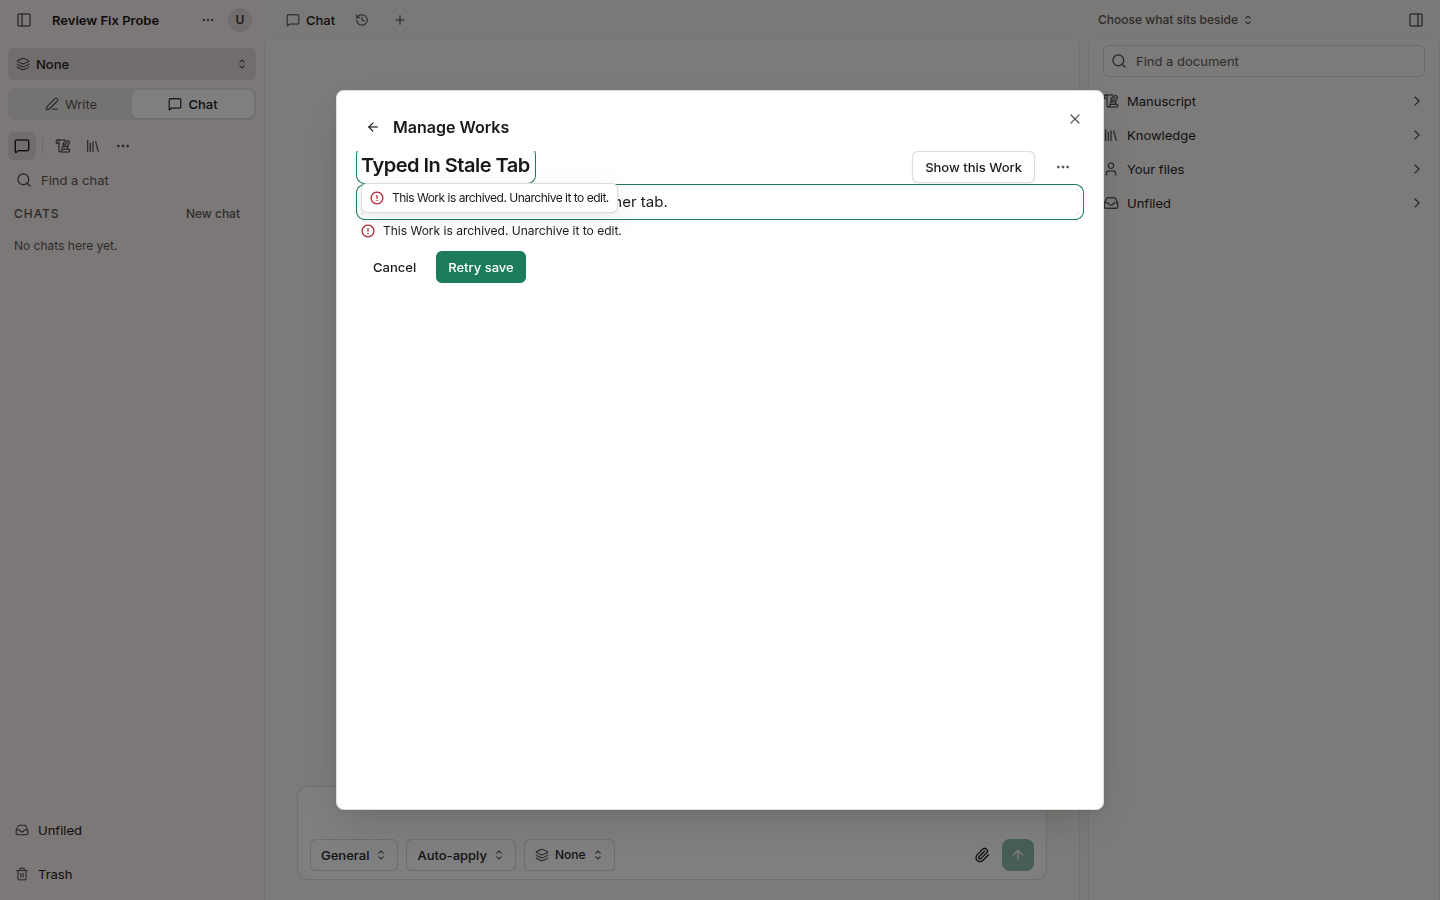 Review Fix Probe
U
Chat
Choose what sits beside
None
Write
Chat
Find a document
Manuscript
Knowledge
Your files
Unfiled
Find a chat
CHATS
New chat
No chats here yet.
Manage Works
Typed In Stale Tab
Show this Work
This Work is archived. Unarchive it to edit.
tab.
This Work is archived. Unarchive it to edit.
Cancel
Retry save
Unfiled
Trash
General
Auto-apply
None